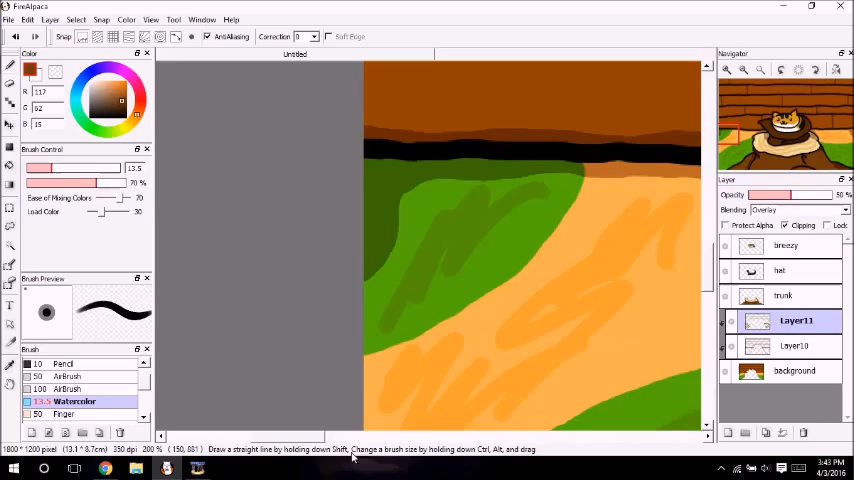 FireAlpaca
File Edit Layer Select Snap Color View Tool Window Help
Snap AntiAliasing Correction 0 Soft Edge
Color
Untitled
Navigator
R 117
G 62
B 15
Brush Control
13.5
70 %
Ease of Mixing Colors 70
Load Color 30
Layer
Opacity 50 %
Blending Overlay
Protect Alpha Clipping Lock
breezy
hat
trunk
Layer11
Layer10
background
Brush Preview
Brush
10 Pencil
50 AirBrush
100 AirBrush
13.5 Watercolor
50 Finger
1800 * 1200 pixel (13.1 * 8.7cm) 350 dpi 200 % ( 150, 881 ) Draw a straight line by holding down Shift, Change a brush size by holding down Ctrl, Alt, and drag
3:43 PM
4/3/2016